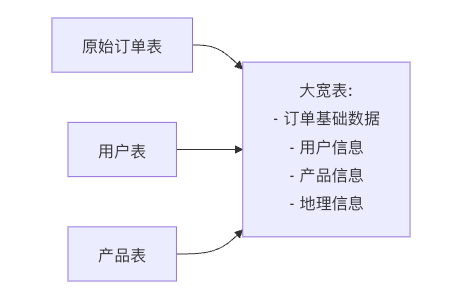 原始订单表
用户表
产品表
大宽表:
- 订单基础数据
- 用户信息
- 产品信息
- 地理信息